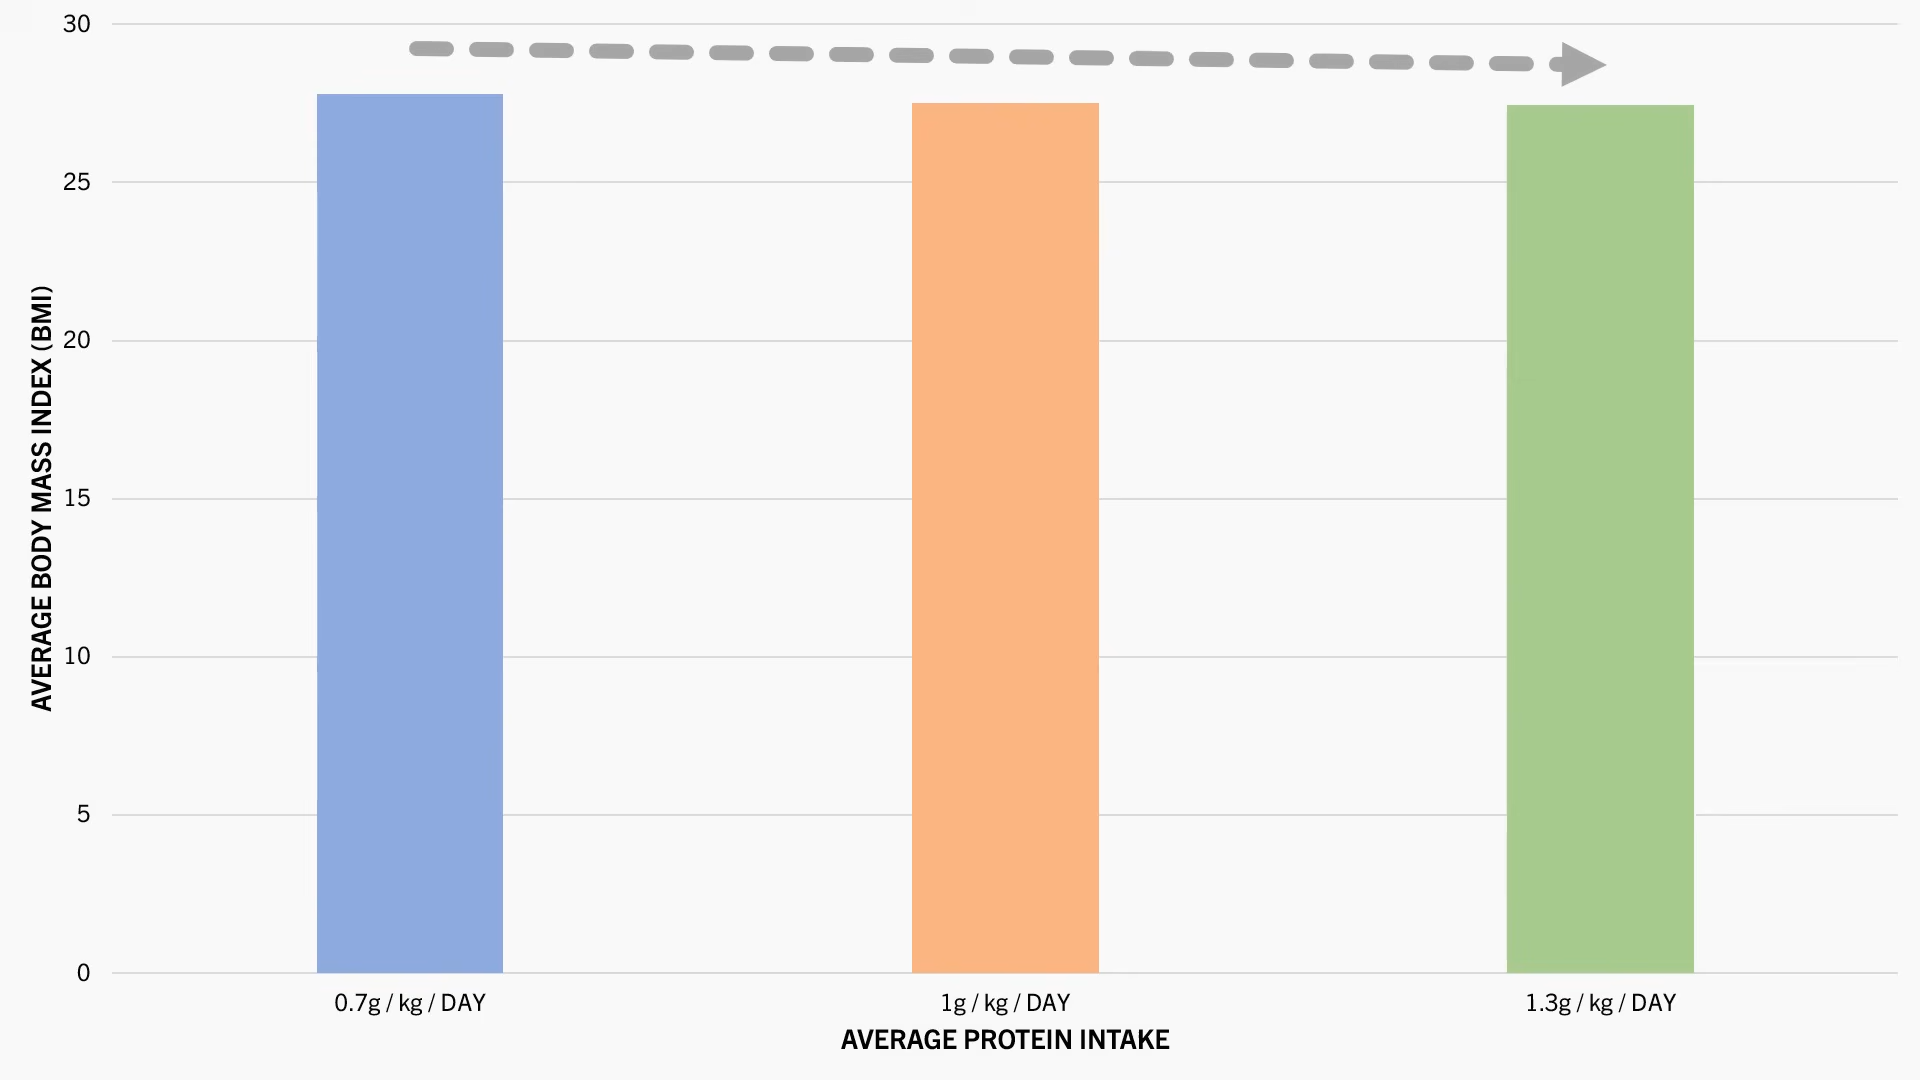 30
25
20
15
10
5
0
AVERAGE BODY MASS INDEX (BMI)
0.7g / kg / DAY
1g / kg / DAY
1.3g / kg / DAY
AVERAGE PROTEIN INTAKE